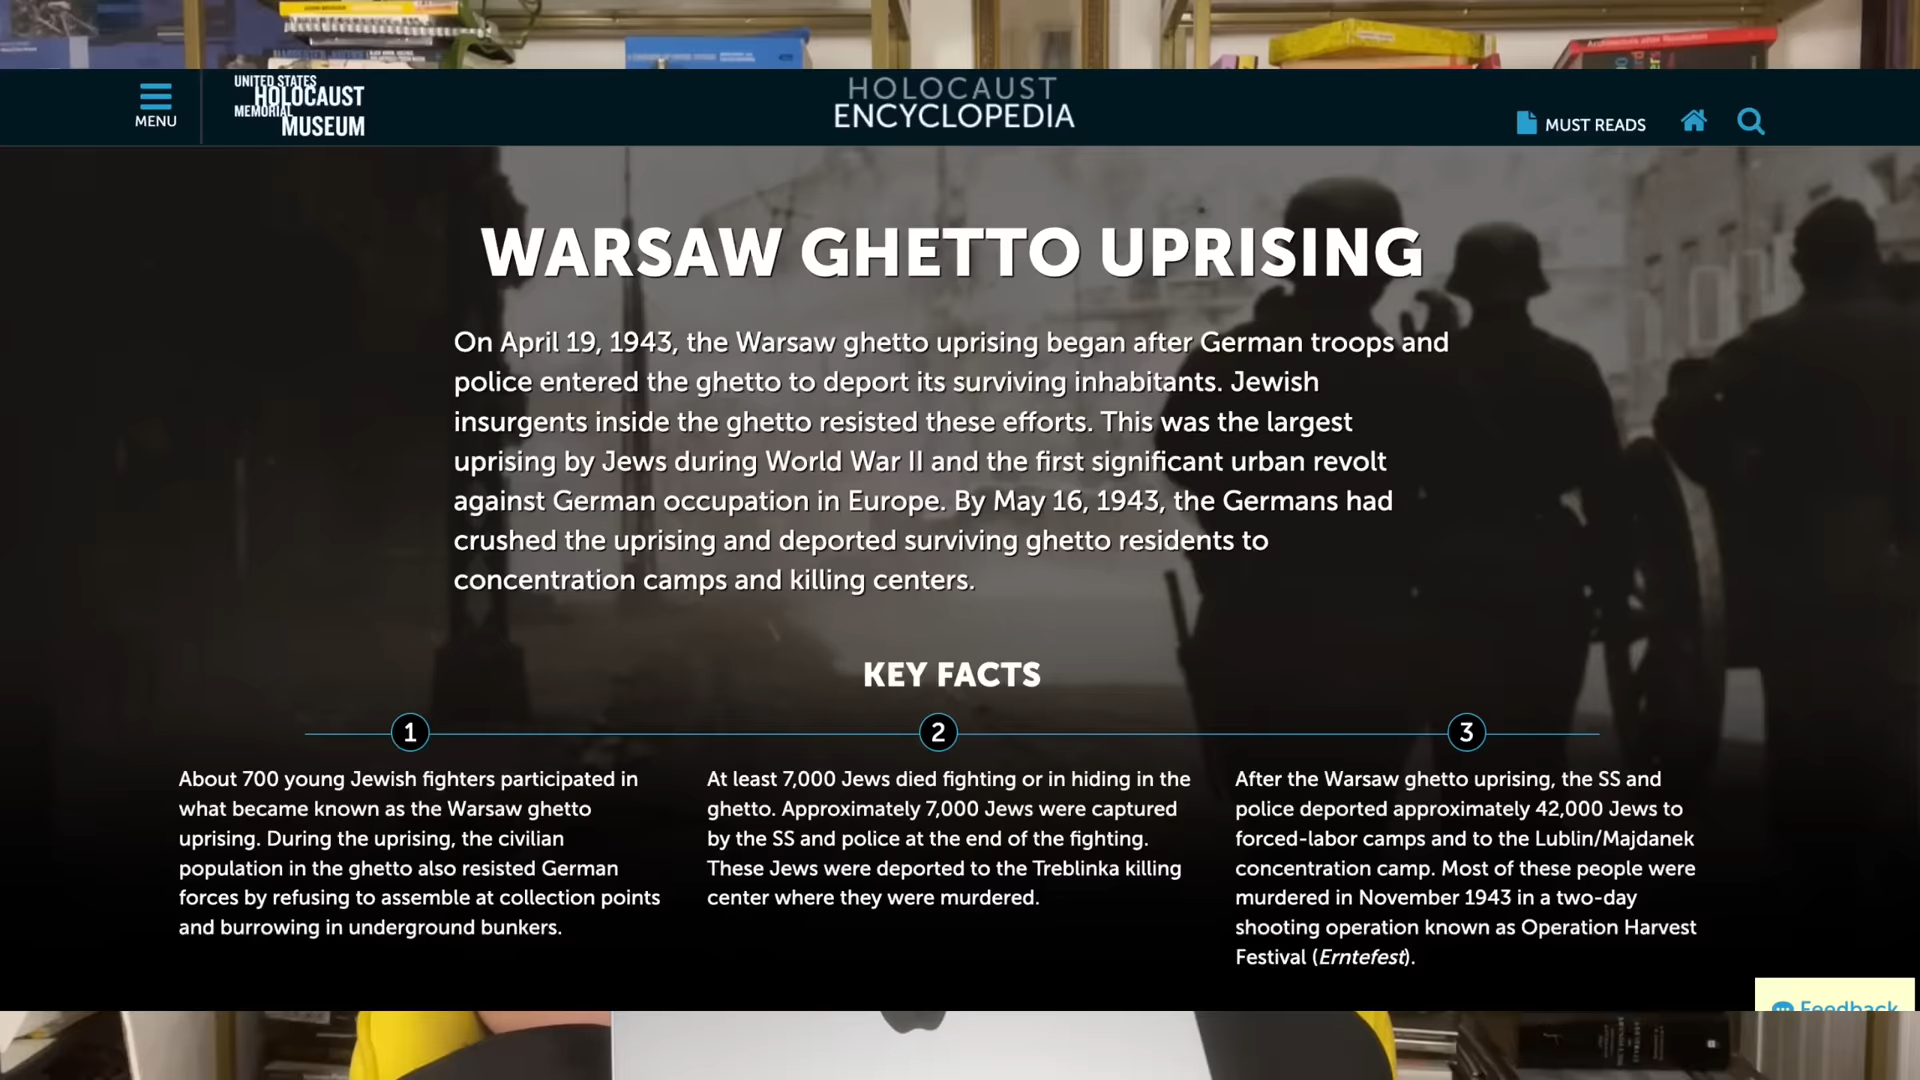 Architecture after Revolution
MENU
UNITED STATES
HOLOCAUST
MEMORIAL
MUSEUM
HOLOCAUST
ENCYCLOPEDIA
MUST READS
WARSAW GHETTO UPRISING
On April 19, 1943, the Warsaw ghetto uprising began after German troops and
police entered the ghetto to deport its surviving inhabitants. Jewish
insurgents inside the ghetto resisted these efforts. This was the largest
uprising by Jews during World War II and the first significant urban revolt
against German occupation in Europe. By May 16, 1943, the Germans had
crushed the uprising and deported surviving ghetto residents to
concentration camps and killing centers.
KEY FACTS
1
About 700 young Jewish fighters participated in
what became known as the Warsaw ghetto
uprising. During the uprising, the civilian
population in the ghetto also resisted German
forces by refusing to assemble at collection points
and burrowing in underground bunkers.
2
At least 7,000 Jews died fighting or in hiding in the
ghetto. Approximately 7,000 Jews were captured
by the SS and police at the end of the fighting.
These Jews were deported to the Treblinka killing
center where they were murdered.
3
After the Warsaw ghetto uprising, the SS and
police deported approximately 42,000 Jews to
forced-labor camps and to the Lublin/Majdanek
concentration camp. Most of these people were
murdered in November 1943 in a two-day
shooting operation known as Operation Harvest
Festival (Erntefest).
Feedback